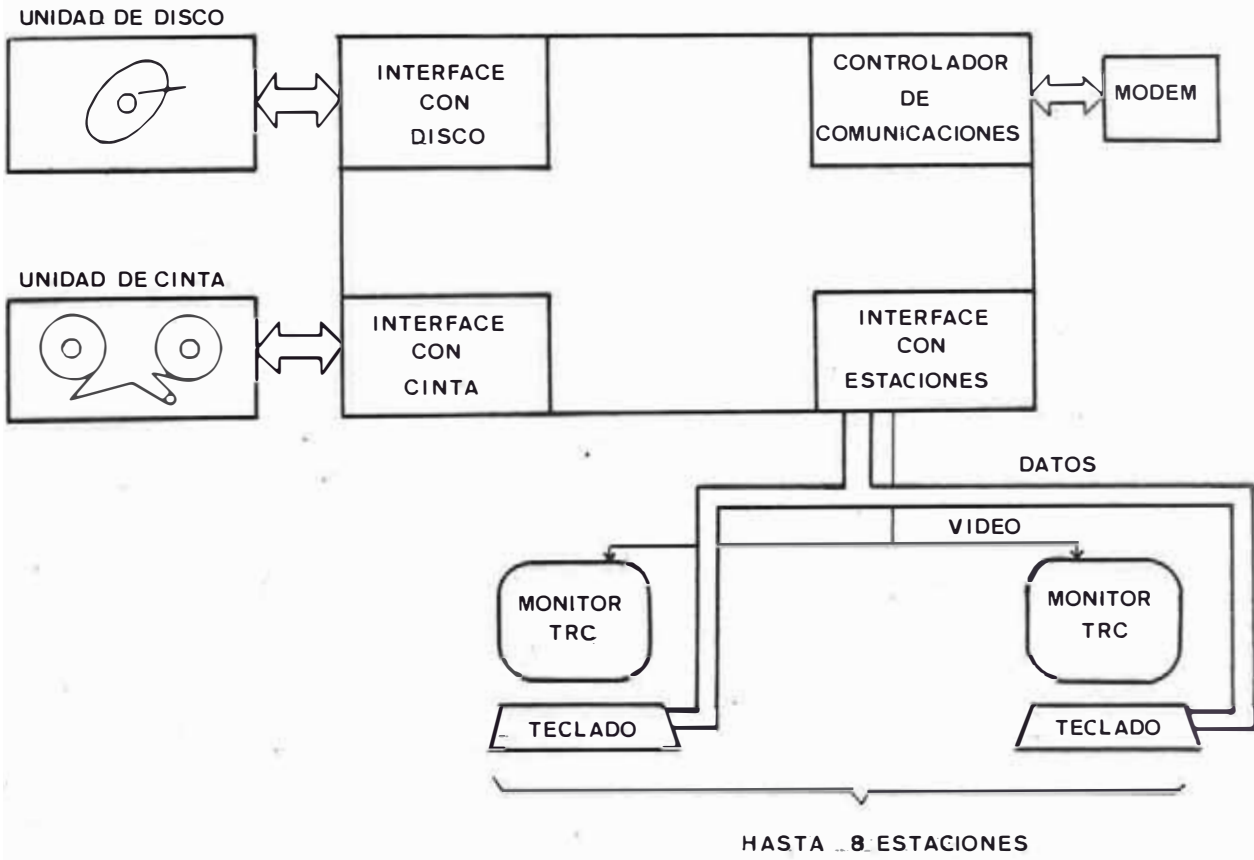 UNIDAD DE DISCO
INTERFACE
CON
DISCO
CONTROLADOR
DE
COMUNICACIONES
MODEM
UNIDAD DE CINTA
INTERFACE
CON
CINTA
INTERFACE
CON
ESTACIONES
DATOS
VIDEO
MONITOR
TRC
MONITOR
TRC
TECLADO
TECLADO
HASTA 8 ESTACIONES